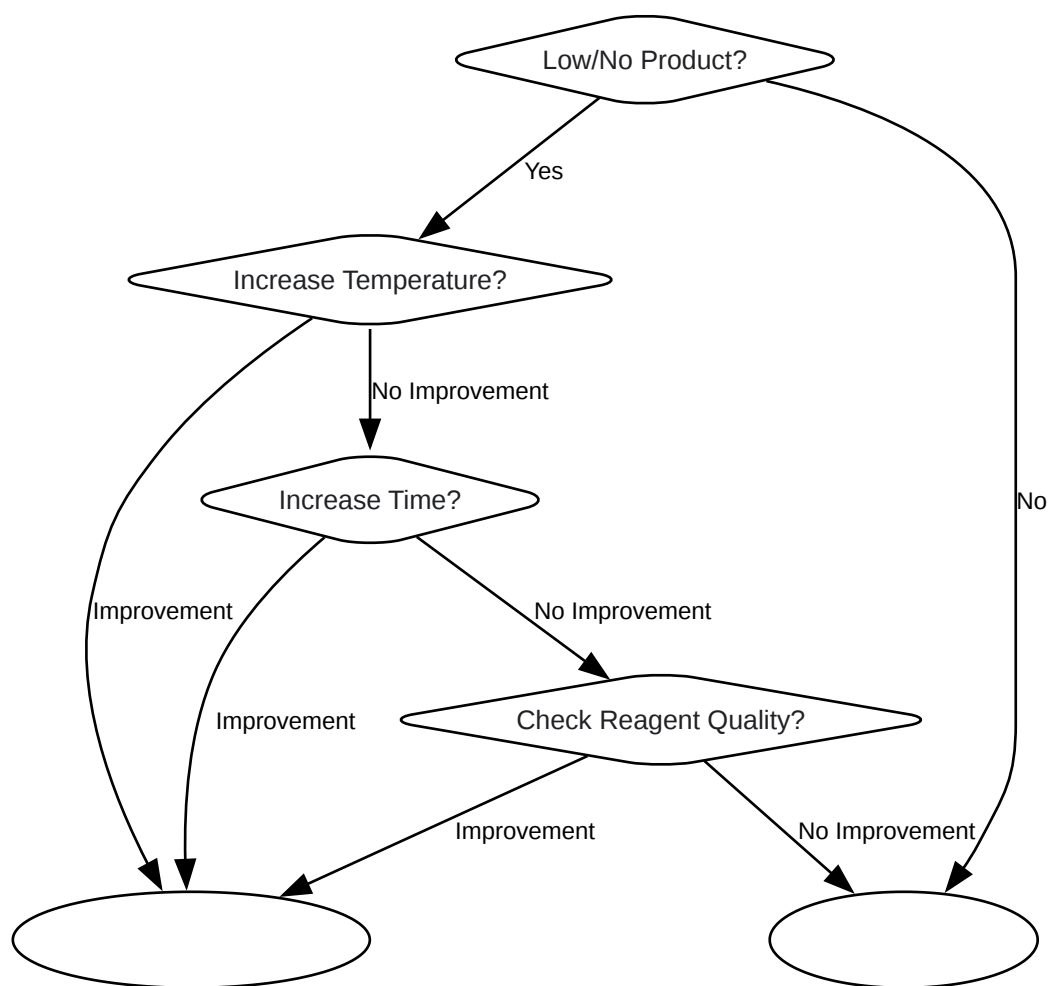 Low/No Product?
Yes
Increase Temperature?
No Improvement
Increase Time?
No
Improvement
No Improvement
Improvement
Check Reagent Quality?
Improvement
No Improvement